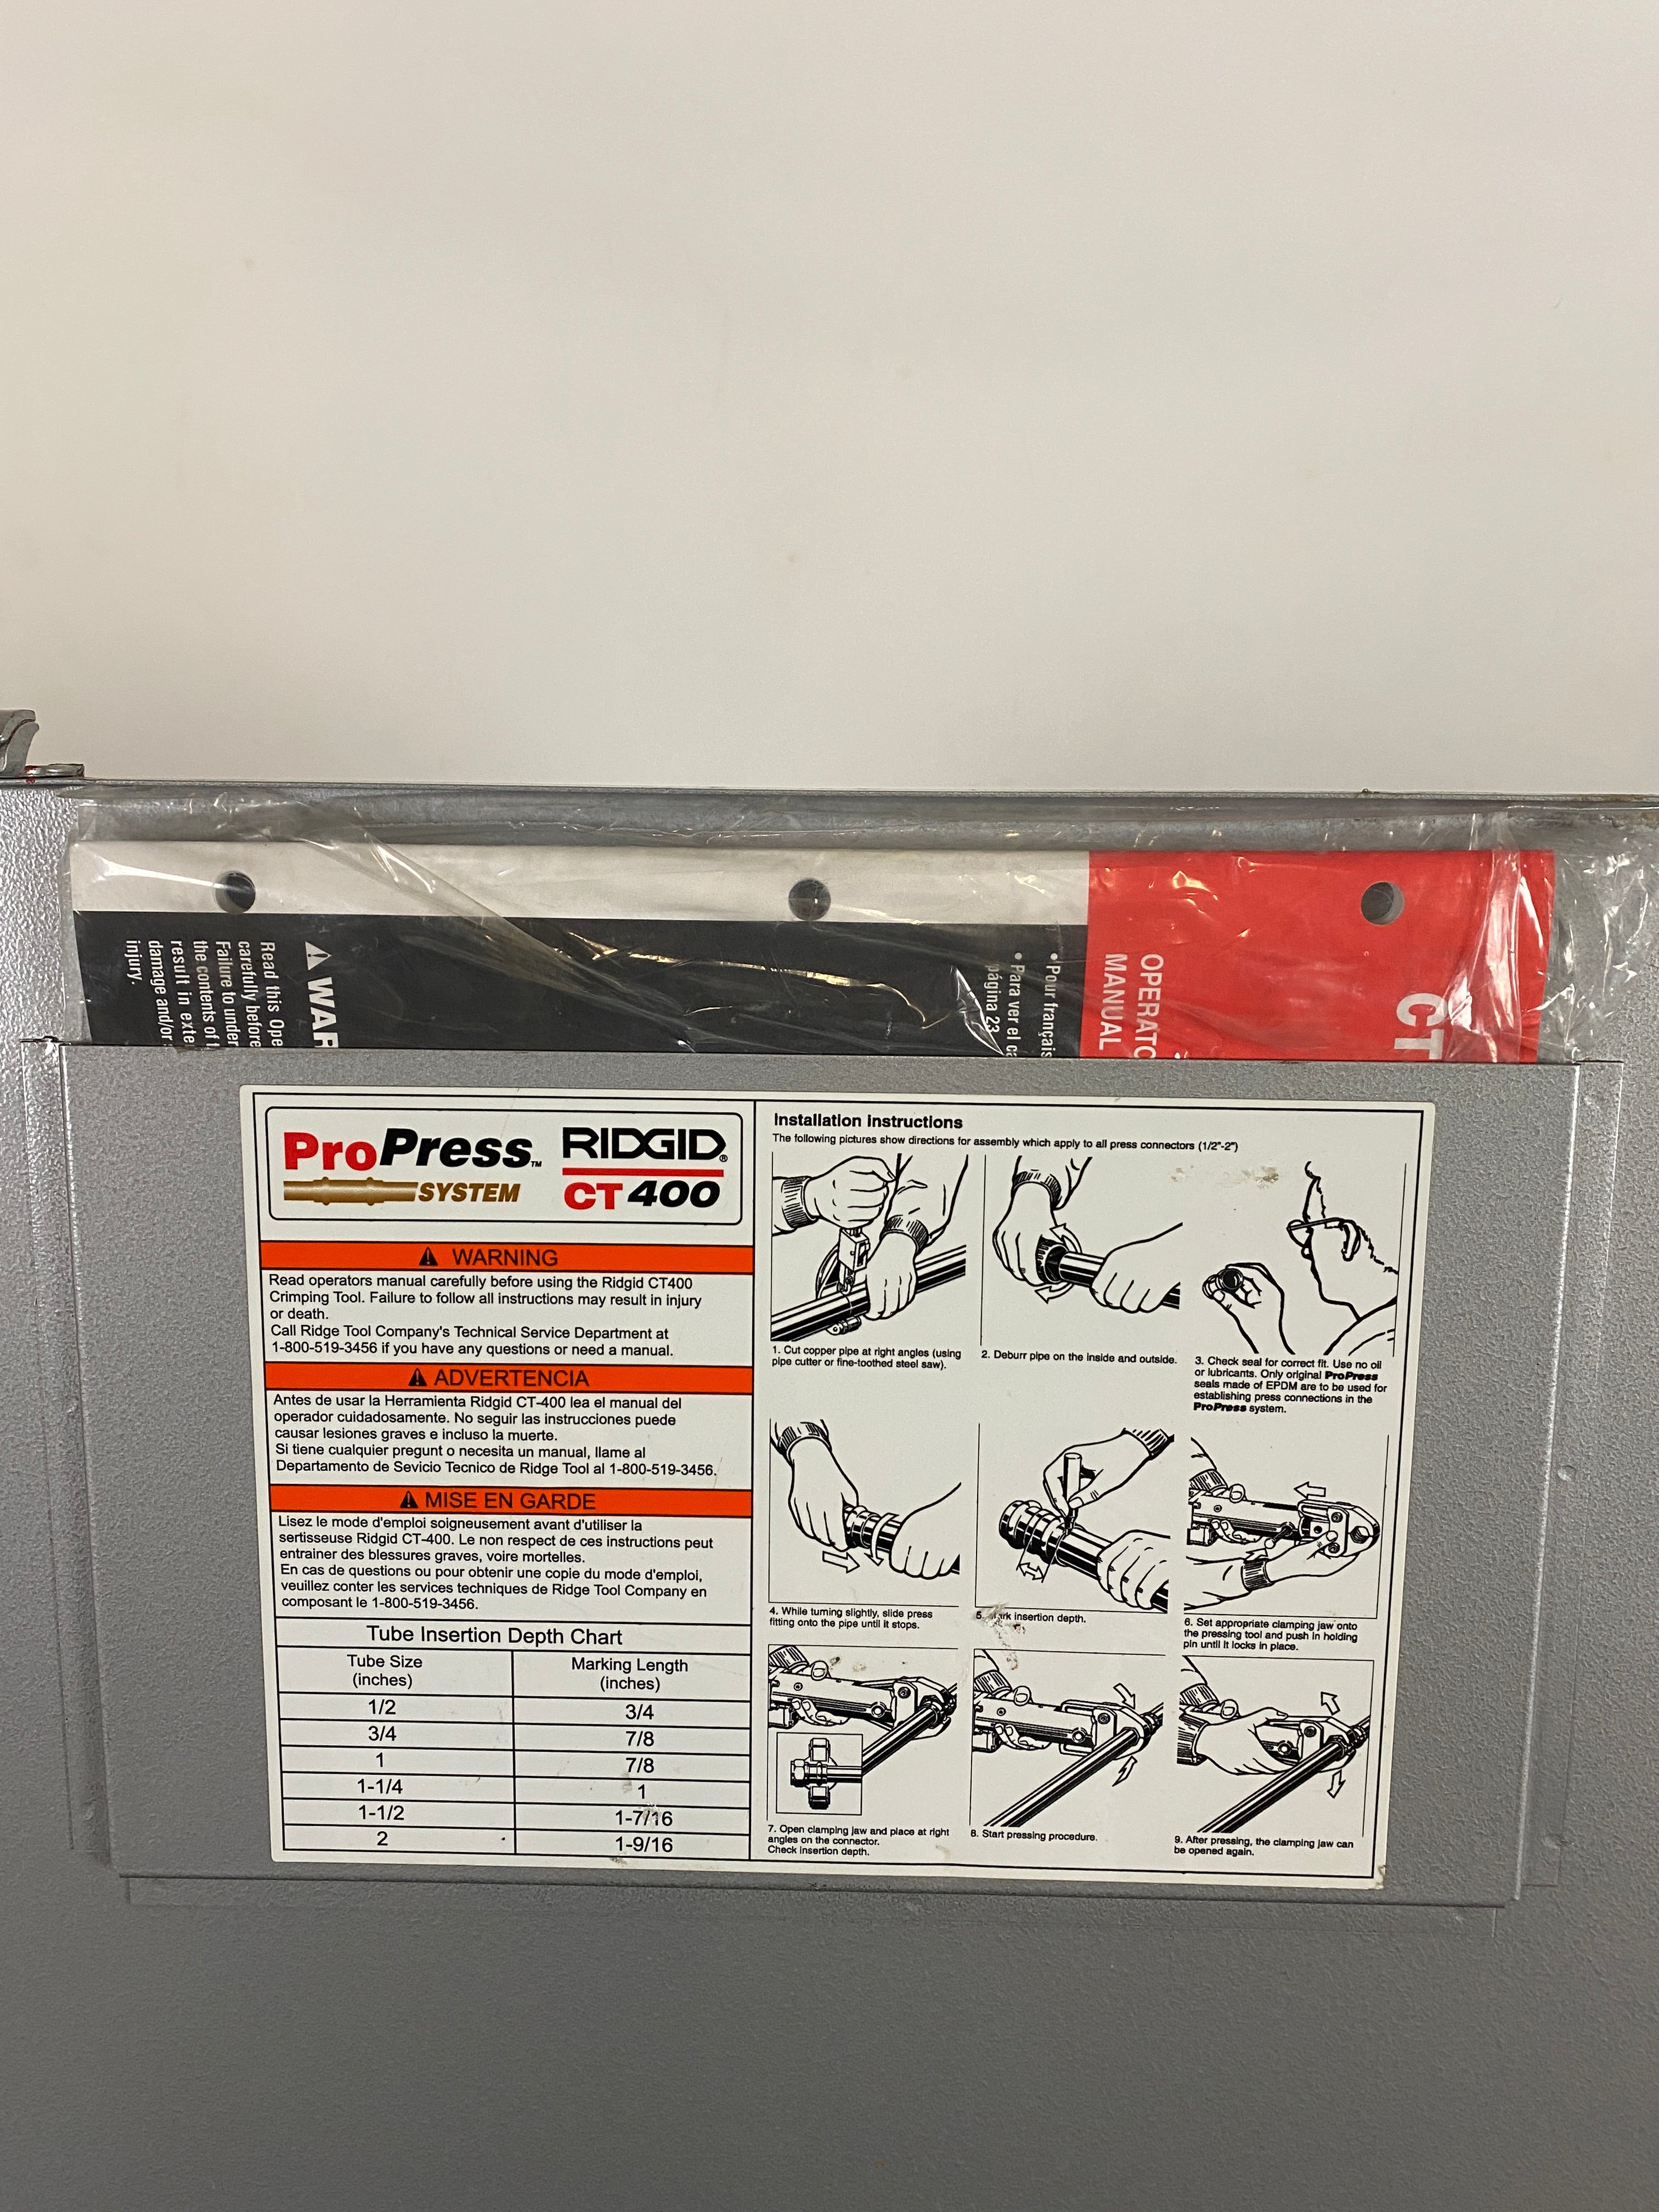 Read this Ope
carefully before
Failure to under
the contents of
result in exte
damage and/or
injury.
WAR
• Pour français
• Para ver el ca
página 23.
OPERATO
MANUAL
CT
ProPress™
SYSTEM
RIDGID®
CT 400
WARNING
Read operators manual carefully before using the Ridgid CT400
Crimping Tool. Failure to follow all instructions may result in injury
or death.
Call Ridge Tool Company's Technical Service Department at
1-800-519-3456 if you have any questions or need a manual.
ADVERTENCIA
Antes de usar la Herramienta Ridgid CT-400 lea el manual del
operador cuidadosamente. No seguir las instrucciones puede
causar lesiones graves e incluso la muerte.
Si tiene cualquier pregunt o necesita un manual, llame al
Departamento de Sevicio Tecnico de Ridge Tool al 1-800-519-3456.
MISE EN GARDE
Lisez le mode d'emploi soigneusement avant d'utiliser la
sertisseuse Ridgid CT-400. Le non respect de ces instructions peut
entrainer des blessures graves, voire mortelles.
En cas de questions ou pour obtenir une copie du mode d'emploi,
veuillez conter les services techniques de Ridge Tool Company en
composant le 1-800-519-3456.
Tube Insertion Depth Chart
Tube Size (inches) Marking Length (inches)
1/2 3/4
3/4 7/8
1 7/8
1-1/4 1
1-1/2 1-7/16
2 1-9/16
Installation instructions
The following pictures show directions for assembly which apply to all press connectors (1/2"-2")
1. Cut copper pipe at right angles (using
pipe cutter or fine-toothed steel saw).
2. Deburr pipe on the inside and outside.
3. Check seal for correct fit. Use no oil
or lubricants. Only original ProPress
seals made of EPDM are to be used for
establishing press connections in the
ProPress system.
4. While turning slightly, slide press
fitting onto the pipe until it stops.
5. Mark insertion depth.
6. Set appropriate clamping jaw onto
the pressing tool and push in holding
pin until it locks in place.
7. Open clamping jaw and place at right
angles on the connector.
Check insertion depth.
8. Start pressing procedure.
9. After pressing, the clamping jaw can
be opened again.